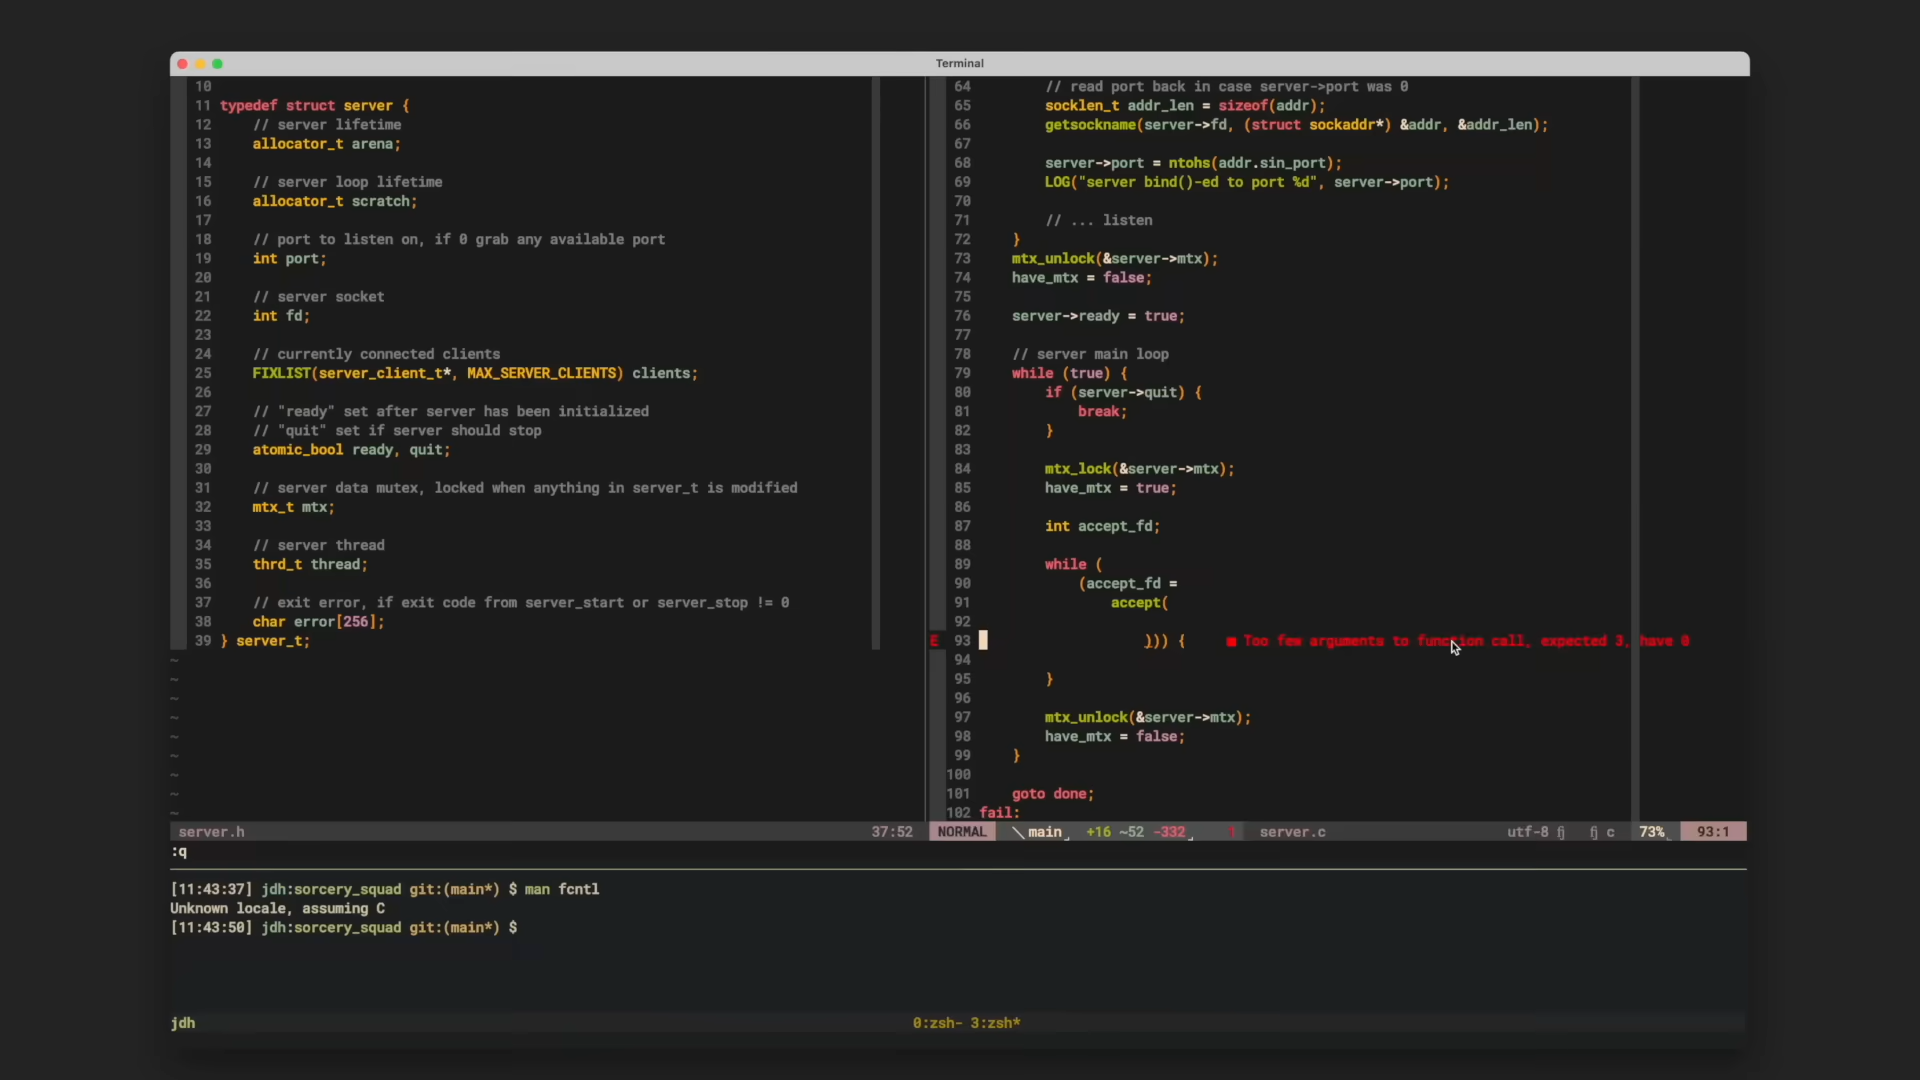 Terminal
10
11 typedef struct server {
12     // server lifetime
13     allocator_t arena;
14
15     // server loop lifetime
16     allocator_t scratch;
17
18     // port to listen on, if 0 grab any available port
19     int port;
20
21     // server socket
22     int fd;
23
24     // currently connected clients
25     FIXLIST(server_client_t*, MAX_SERVER_CLIENTS) clients;
26
27     // "ready" set after server has been initialized
28     // "quit" set if server should stop
29     atomic_bool ready, quit;
30
31     // server data mutex, locked when anything in server_t is modified
32     mtx_t mtx;
33
34     // server thread
35     thrd_t thread;
36
37     // exit error, if exit code from server_start or server_stop != 0
38     char error[256];
39 } server_t;
~
~
~
~
~
~
~
~
~
server.h 37:52
64         // read port back in case server->port was 0
65         socklen_t addr_len = sizeof(addr);
66         getsockname(server->fd, (struct sockaddr*) &addr, &addr_len);
67
68         server->port = ntohs(addr.sin_port);
69         LOG("server bind()-ed to port %d", server->port);
70
71         // ... listen
72     }
73     mtx_unlock(&server->mtx);
74     have_mtx = false;
75
76     server->ready = true;
77
78     // server main loop
79     while (true) {
80         if (server->quit) {
81             break;
82         }
83
84         mtx_lock(&server->mtx);
85         have_mtx = true;
86
87         int accept_fd;
88
89         while (
90             (accept_fd =
91                 accept(
92
E 93                     ))) {     ■ Too few arguments to function call, expected 3, have 0
94
95         }
96
97         mtx_unlock(&server->mtx);
98         have_mtx = false;
99     }
100
101     goto done;
102 fail:
NORMAL main +16 ~52 -332 1 server.c utf-8 c 73% 93:1
:q
[11:43:37] jdh:sorcery_squad git:(main*) $ man fcntl
Unknown locale, assuming C
[11:43:50] jdh:sorcery_squad git:(main*) $
jdh 0:zsh- 3:zsh*